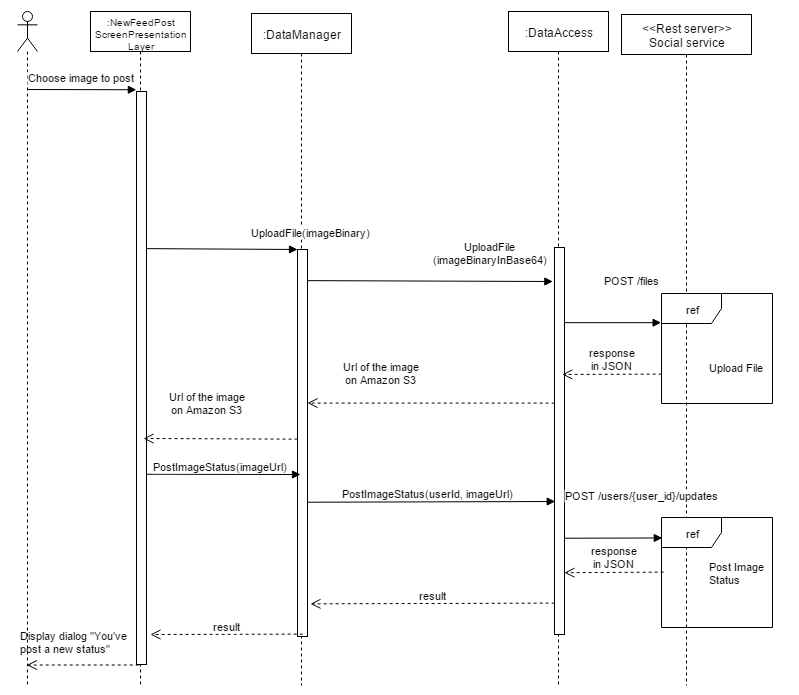 :NewFeedPost
ScreenPresentation
Layer
:DataManager
:DataAccess
<<Rest server>>
Social service
Choose image to post
UploadFile(imageBinary)
UploadFile
(imageBinaryInBase64)
POST /files
ref
Upload File
response
in JSON
Url of the image
on Amazon S3
Url of the image
on Amazon S3
PostImageStatus(imageUrl)
PostImageStatus(userId, imageUrl)
POST /users/{user_id}/updates
ref
Post Image
Status
response
in JSON
result
result
Display dialog "You've
post a new status"